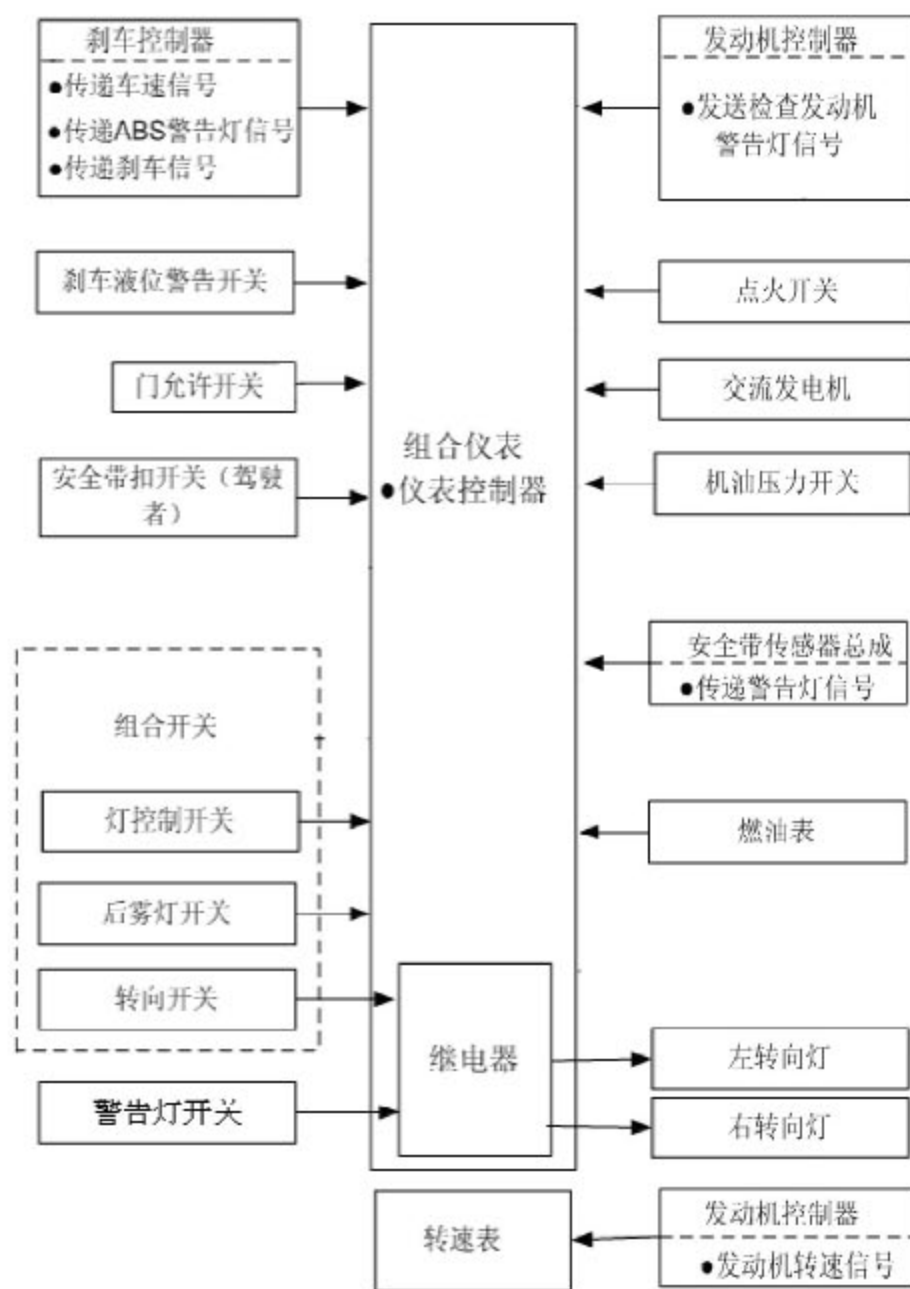 刹车控制器
●传递车速信号
●传递ABS警告灯信号
●传递刹车信号
刹车液位警告开关
门允许开关
安全带扣开关（驾驶
者）
组合开关
灯控制开关
后雾灯开关
转向开关
警告灯开关
组合仪表
●仪表控制器
继电器
转速表
发动机控制器
●发送检查发动机
警告灯信号
点火开关
交流发电机
机油压力开关
安全带传感器总成
●传递警告灯信号
燃油表
左转向灯
右转向灯
发动机控制器
●发动机转速信号